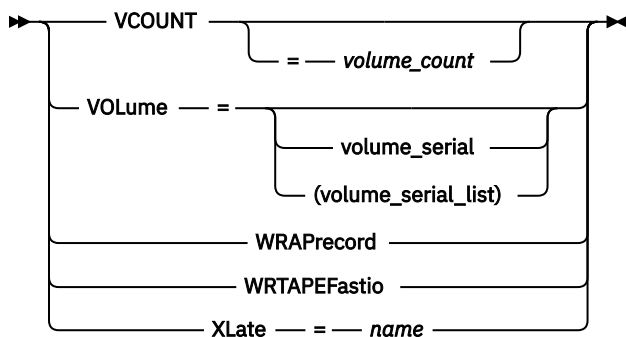 VCOUNT
= volume_count
VOLume =
volume_serial
(volume_serial_list)
WRAPrecord
WRTAPEFastio
XLate = name